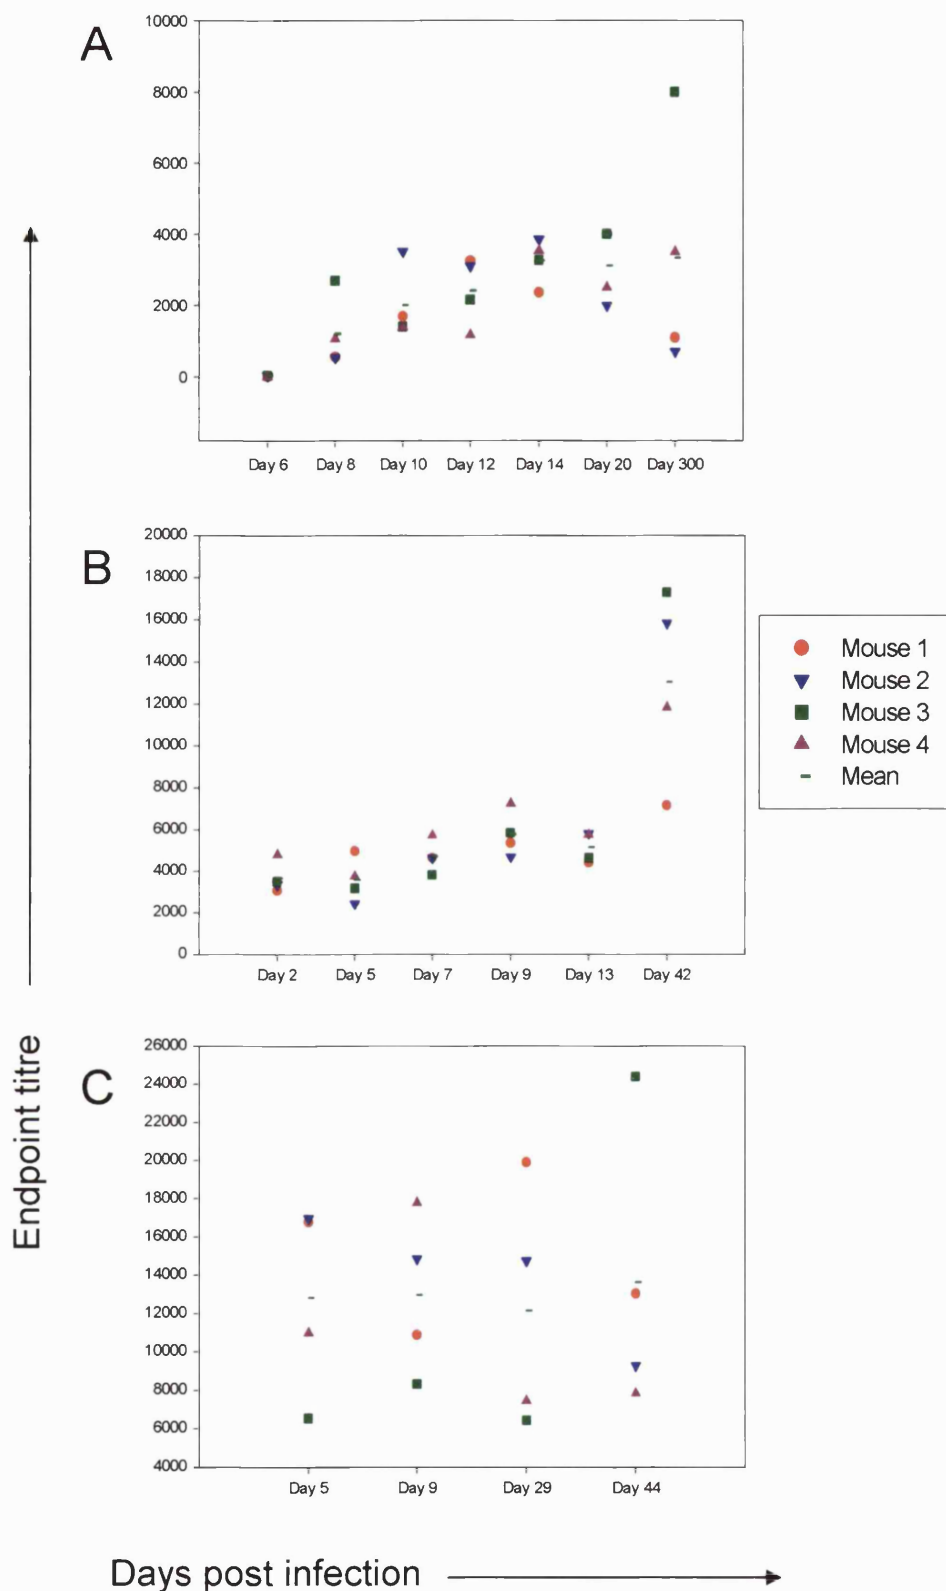 A
10000
8000
6000
4000
2000
0
Day 6 Day 8 Day 10 Day 12 Day 14 Day 20 Day 300
B
20000
18000
16000
14000
12000
10000
8000
6000
4000
2000
0
Day 2 Day 5 Day 7 Day 9 Day 13 Day 42
Mouse 1
Mouse 2
Mouse 3
Mouse 4
Mean
C
26000
24000
22000
20000
18000
16000
14000
12000
10000
8000
6000
4000
Day 5 Day 9 Day 29 Day 44
Endpoint titre
Days post infection